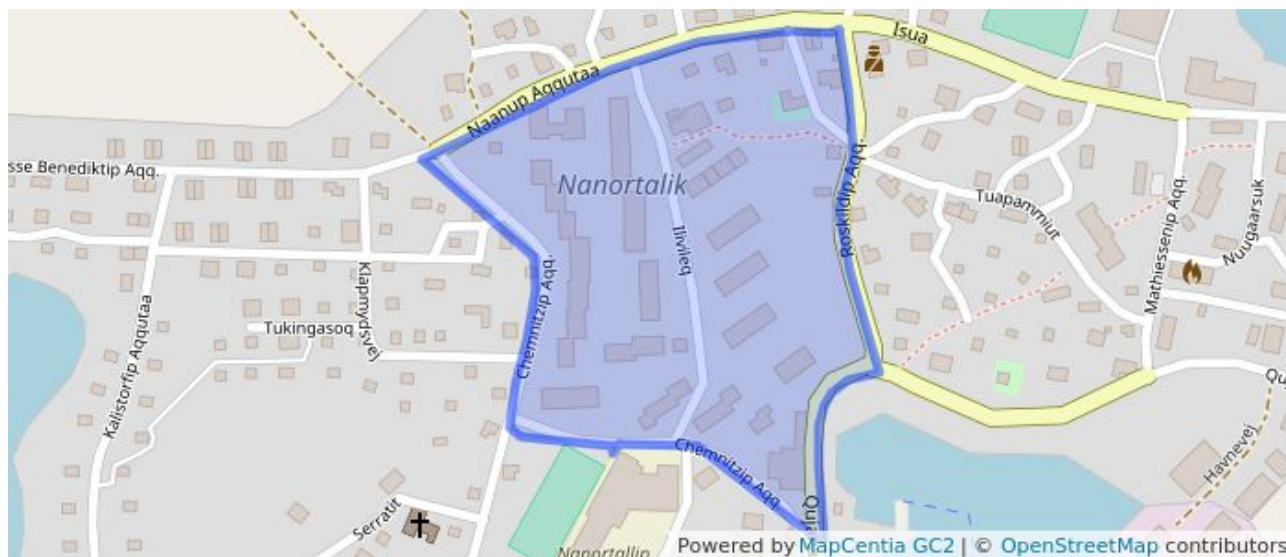 Isua
Naanup Aqqutaa
sse Benediktip Aqq.
Nanortalik
Roskildip Aqq.
Tuapammiut
Mathiessenip Aqq.
Nuugaarsuk
Ilivileq
Klapmydsvej
Chemnitzip Aqq.
Tukingasoq
Kalistorfip Aqqutaa
Chemnitzip Aqq
Havnevej
Serratit
Nanortallip
Powered by MapCentia GC2 | © OpenStreetMap contributors